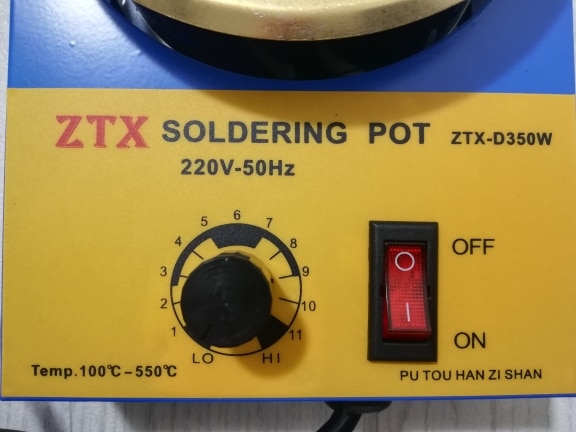 ZTX SOLDERING POT ZTX-D350W
220V-50Hz
1 2 3 4 5 6 7 8 9 10 11
LO HI
OFF
ON
Temp.100℃-550℃
PU TOU HAN ZI SHAN